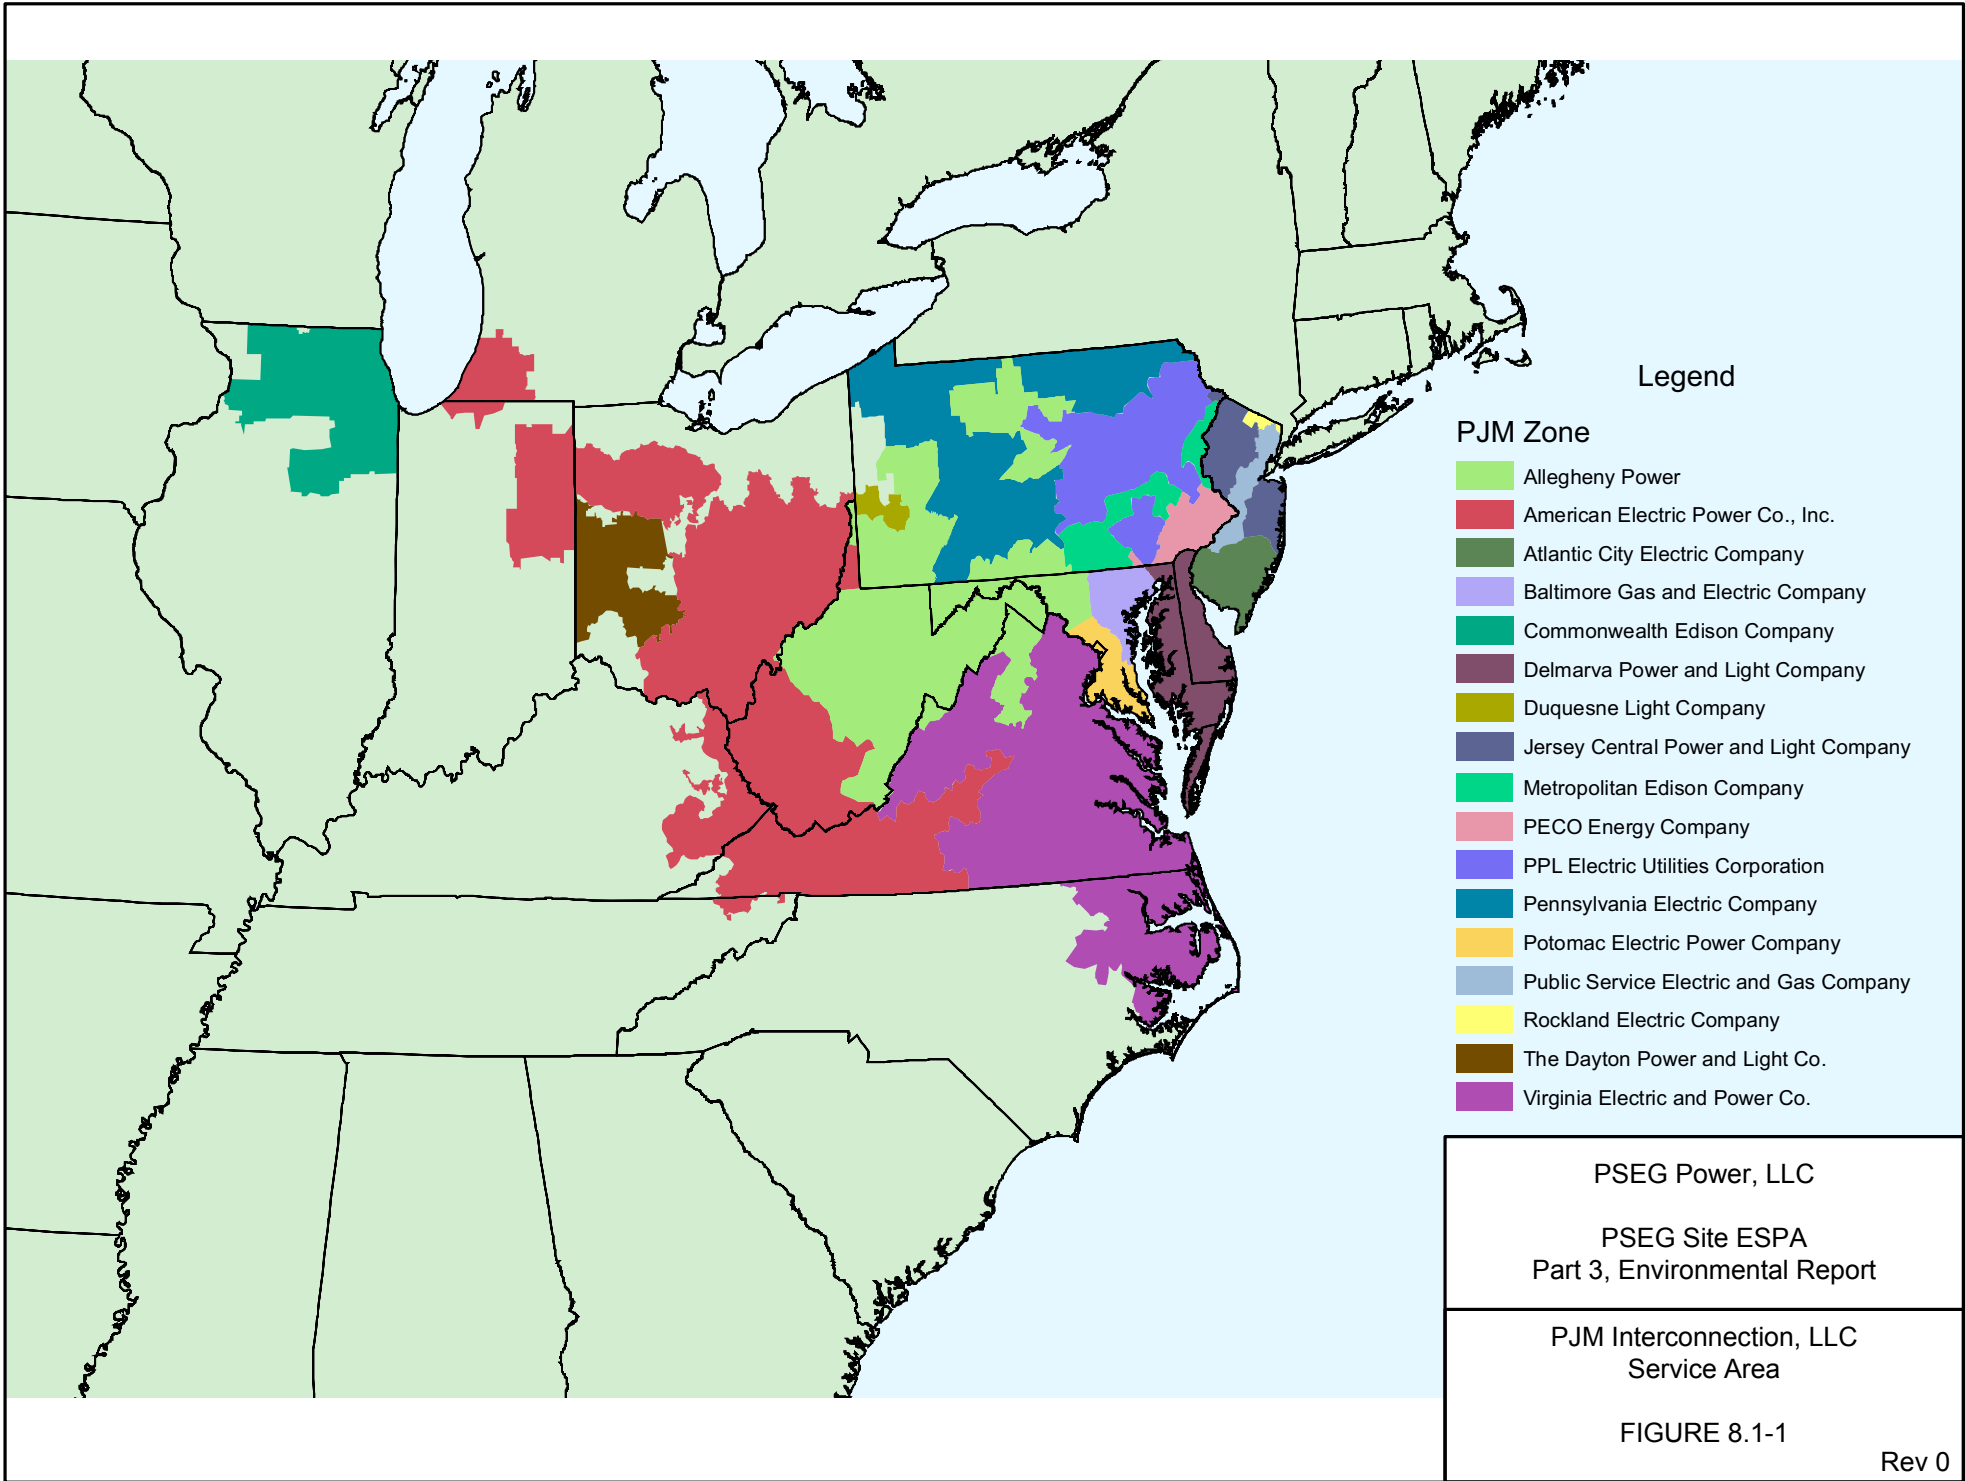 Legend
PJM Zone
Allegheny Power
American Electric Power Co., Inc.
Atlantic City Electric Company
Baltimore Gas and Electric Company
Commonwealth Edison Company
Delmarva Power and Light Company
Duquesne Light Company
Jersey Central Power and Light Company
Metropolitan Edison Company
PECO Energy Company
PPL Electric Utilities Corporation
Pennsylvania Electric Company
Potomac Electric Power Company
Public Service Electric and Gas Company
Rockland Electric Company
The Dayton Power and Light Co.
Virginia Electric and Power Co.
PSEG Power, LLC
PSEG Site ESPA
Part 3, Environmental Report
PJM Interconnection, LLC
Service Area
FIGURE 8.1-1
Rev 0